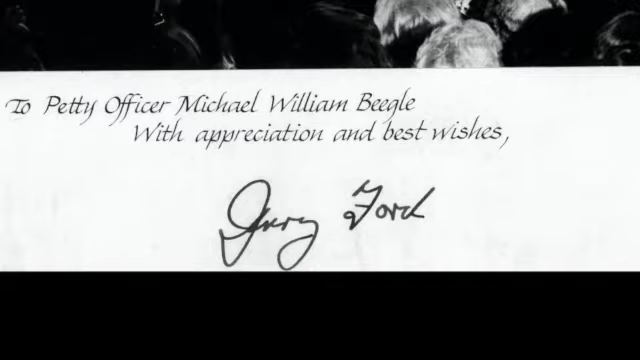 To Petty Officer Michael William Beegle
With appreciation and best wishes,
Jerry Ford